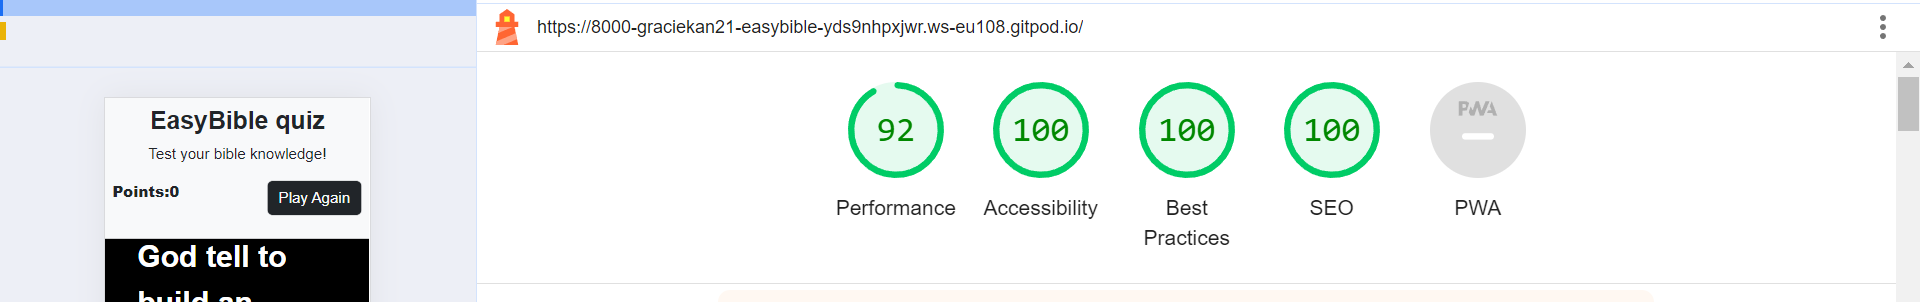 https://8000-graciekan21-easybible-yds9nhpxjwr.ws-eu108.gitpod.io/
EasyBible quiz
Test your bible knowledge!
Points:0
Play Again
God tell to
build an
92
100
100
100
PWA
Performance
Accessibility
Best
Practices
SEO
PWA